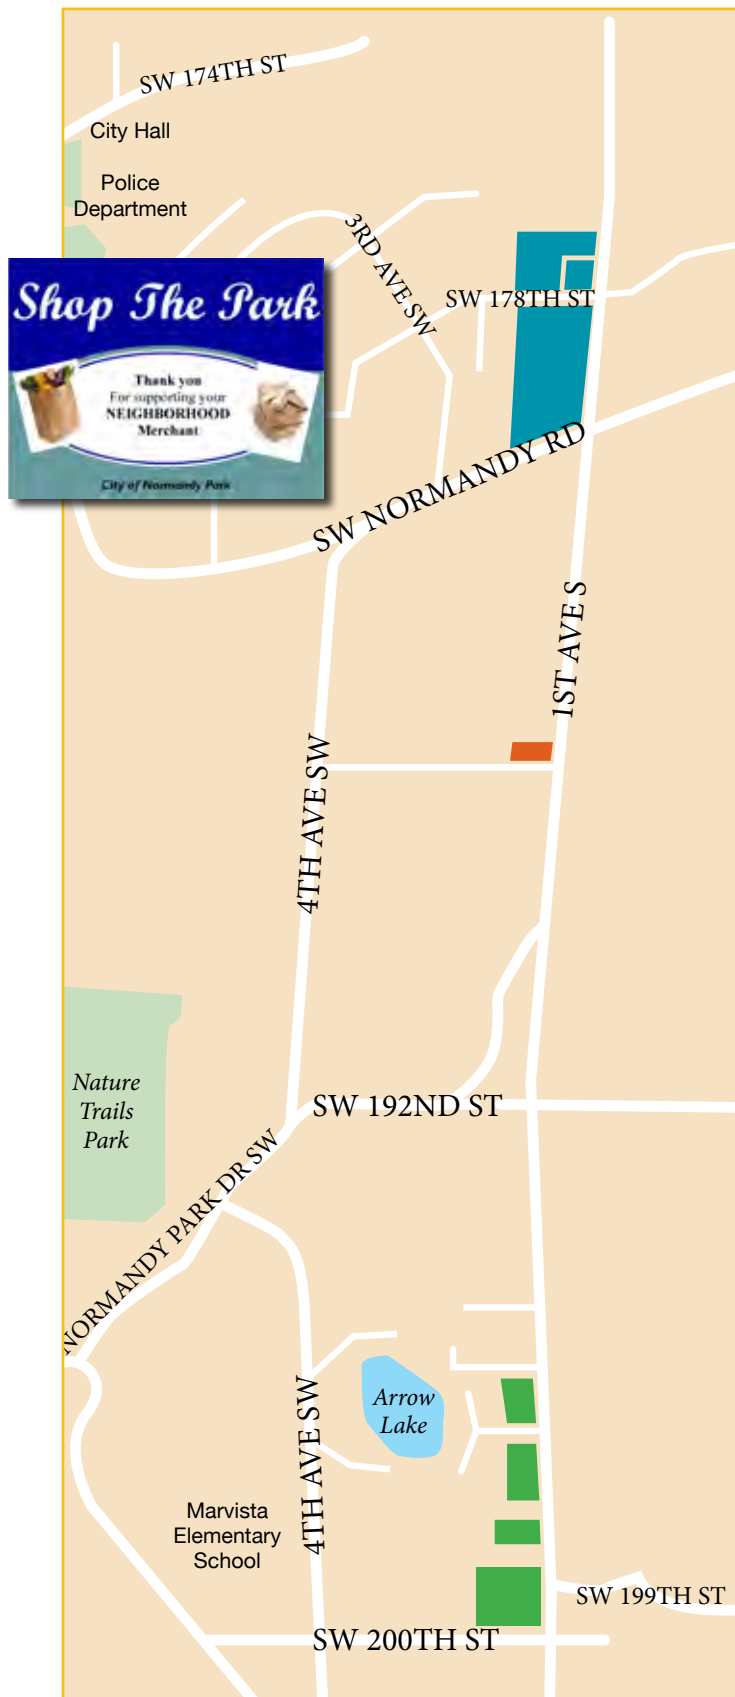 SW 174TH ST
City Hall
Police
Department
3RD AVE SW
Shop The Park
SW 178TH ST
Thank you
For supporting your
NEIGHBORHOOD
Merchant
City of Normandy Park
SW NORMANDY RD
1ST AVE S
4TH AVE SW
Nature
Trails
Park
SW 192ND ST
NORMANDY PARK DR SW
Arrow
Lake
4TH AVE SW
Marvista
Elementary
School
SW 199TH ST
SW 200TH ST